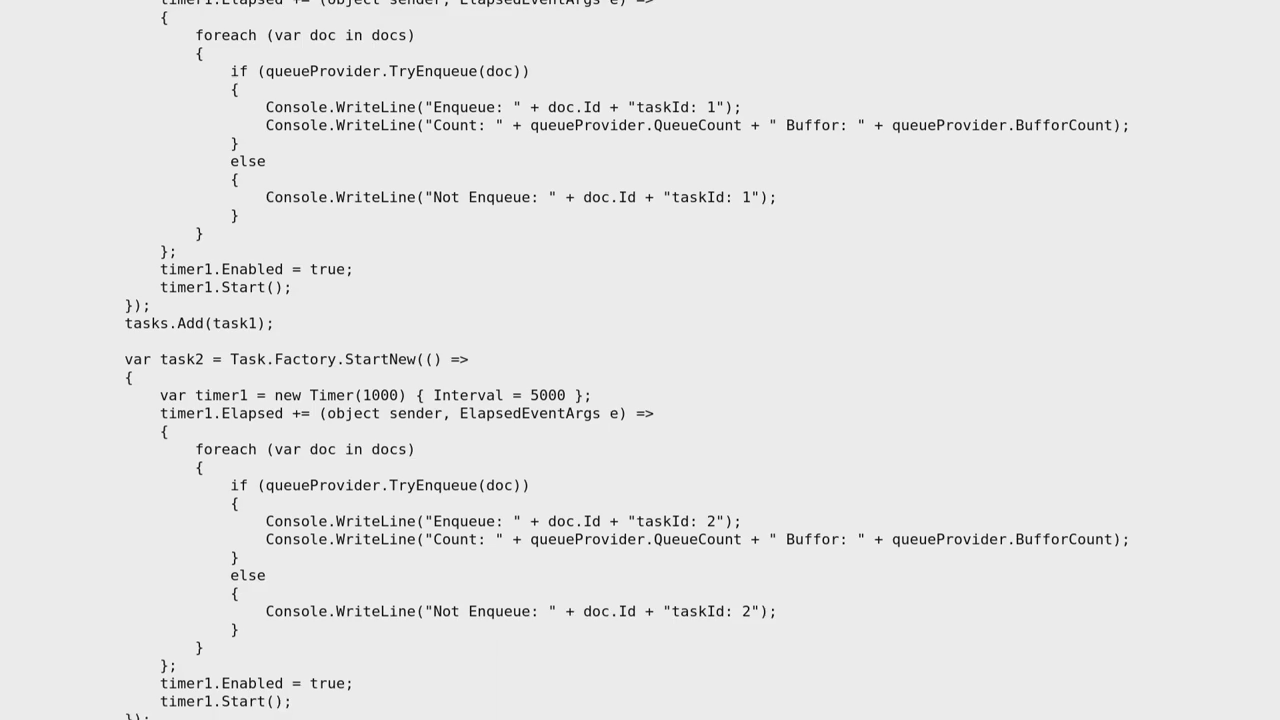 timer1.Elapsed += (object sender, ElapsedEventArgs e) =>
{
foreach (var doc in docs)
{
if (queueProvider.TryEnqueue(doc))
{
Console.WriteLine("Enqueue: " + doc.Id + "taskId: 1");
Console.WriteLine("Count: " + queueProvider.QueueCount + " Buffor: " + queueProvider.BufforCount);
}
else
{
Console.WriteLine("Not Enqueue: " + doc.Id + "taskId: 1");
}
}
};
timer1.Enabled = true;
timer1.Start();
});
tasks.Add(task1);

var task2 = Task.Factory.StartNew(() =>
{
var timer1 = new Timer(1000) { Interval = 5000 };
timer1.Elapsed += (object sender, ElapsedEventArgs e) =>
{
foreach (var doc in docs)
{
if (queueProvider.TryEnqueue(doc))
{
Console.WriteLine("Enqueue: " + doc.Id + "taskId: 2");
Console.WriteLine("Count: " + queueProvider.QueueCount + " Buffor: " + queueProvider.BufforCount);
}
else
{
Console.WriteLine("Not Enqueue: " + doc.Id + "taskId: 2");
}
}
};
timer1.Enabled = true;
timer1.Start();
});